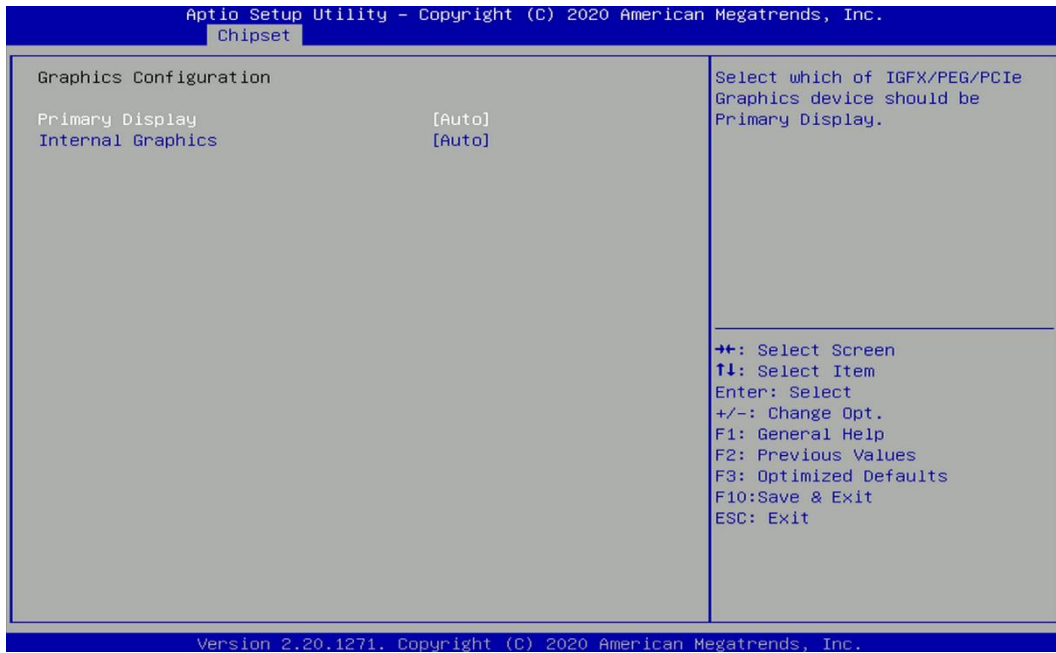 Aptio Setup Utility – Copyright (C) 2020 American Megatrends, Inc.
Chipset
Graphics Configuration
Primary Display [Auto]
Internal Graphics [Auto]
Select which of IGFX/PEG/PCIe
Graphics device should be
Primary Display.
→←: Select Screen
↑↓: Select Item
Enter: Select
+/-: Change Opt.
F1: General Help
F2: Previous Values
F3: Optimized Defaults
F10:Save & Exit
ESC: Exit
Version 2.20.1271. Copyright (C) 2020 American Megatrends, Inc.